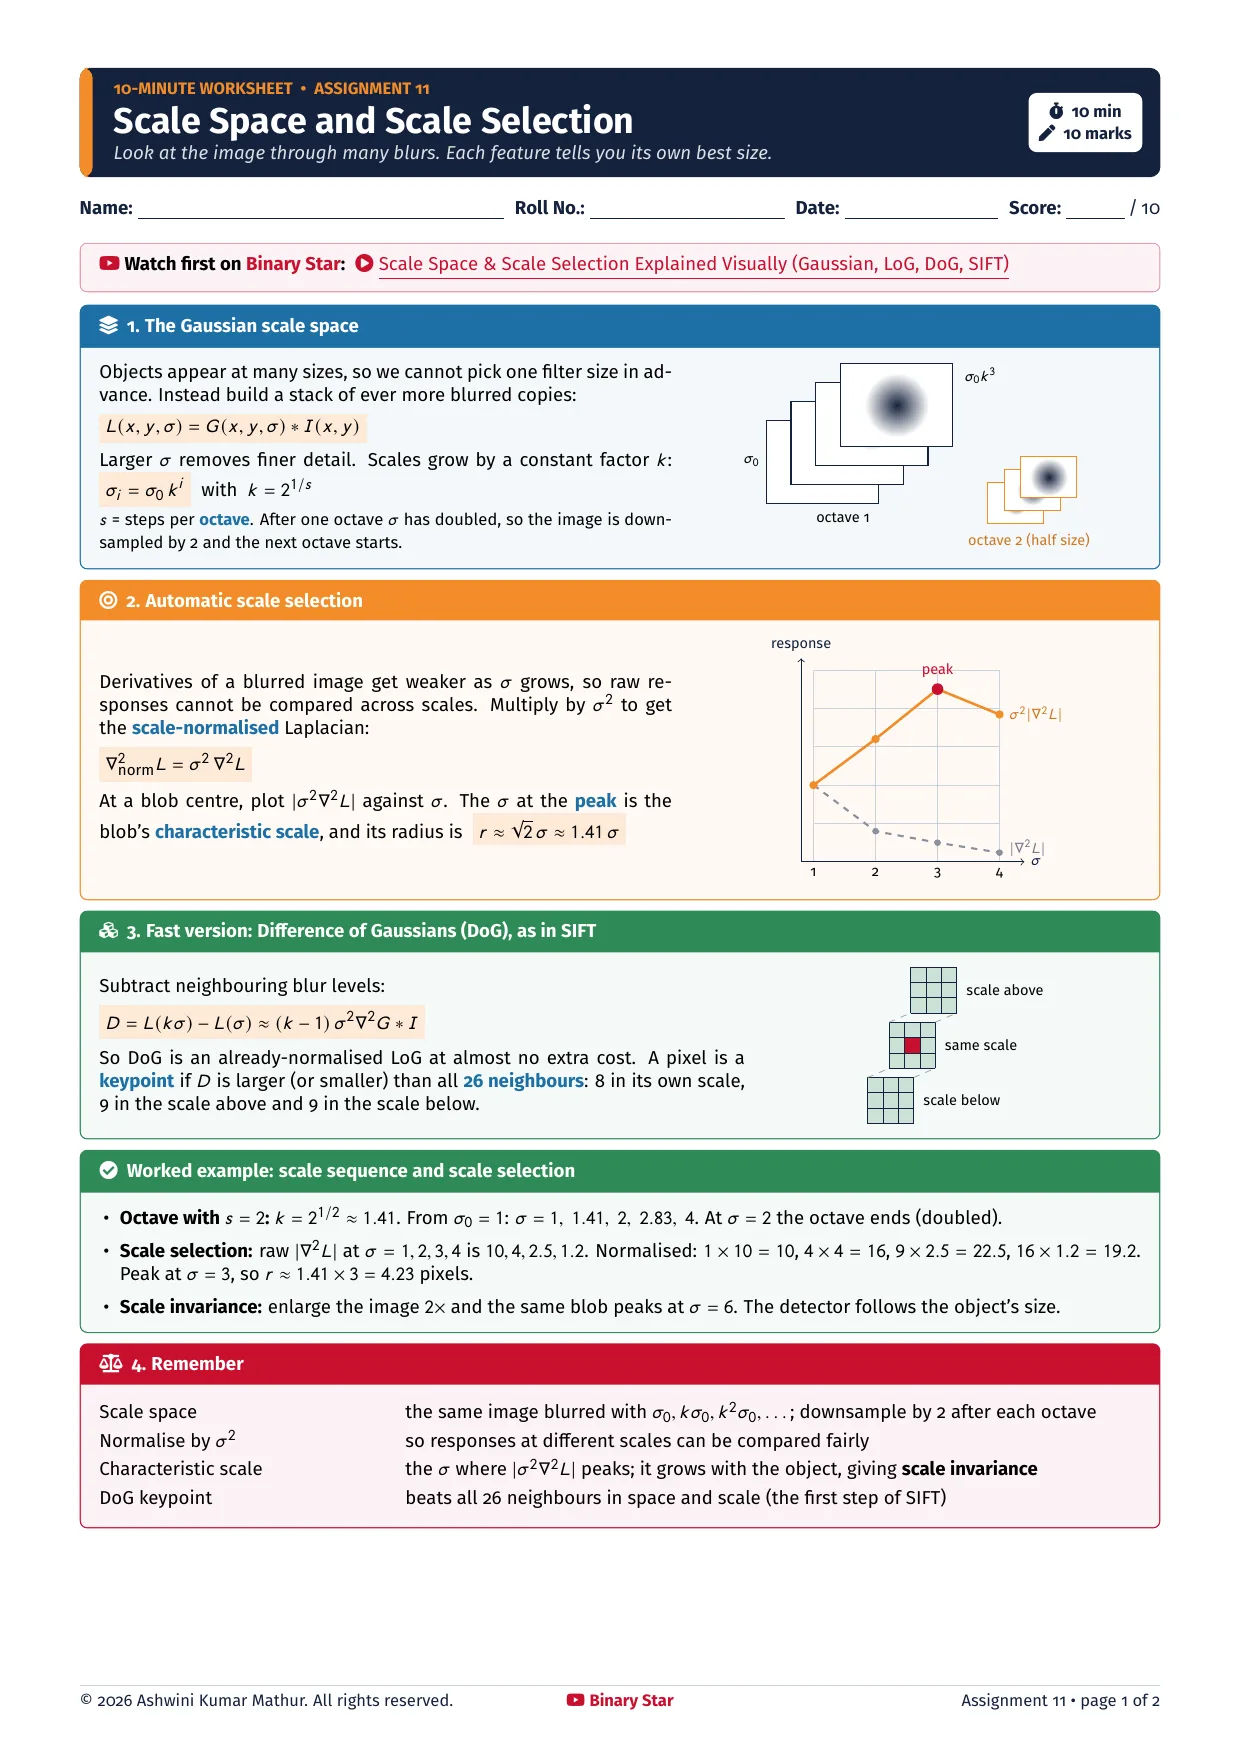 10-MINUTE WORKSHEET • ASSIGNMENT 11
Scale Space and Scale Selection
Look at the image through many blurs. Each feature tells you its own best size.
10 min
10 marks
Name: Roll No.: Date: Score: / 10
Watch first on Binary Star: Scale Space & Scale Selection Explained Visually (Gaussian, LoG, DoG, SIFT)
1. The Gaussian scale space
Objects appear at many sizes, so we cannot pick one filter size in ad-
vance. Instead build a stack of ever more blurred copies:
L(x, y, σ) = G(x, y, σ) ∗ I(x, y)
Larger σ removes finer detail. Scales grow by a constant factor k:
σᵢ = σ₀ kⁱ with k = 2^{1/s}
s = steps per octave. After one octave σ has doubled, so the image is down-
sampled by 2 and the next octave starts.
σ₀k³
σ₀
octave 1
octave 2 (half size)
2. Automatic scale selection
Derivatives of a blurred image get weaker as σ grows, so raw re-
sponses cannot be compared across scales. Multiply by σ² to get
the scale-normalised Laplacian:
∇²_norm L = σ² ∇²L
At a blob centre, plot |σ²∇²L| against σ. The σ at the peak is the
blob's characteristic scale, and its radius is r ≈ √2 σ ≈ 1.41 σ
response
peak
σ²|∇²L|
|∇²L|
σ
1 2 3 4
3. Fast version: Difference of Gaussians (DoG), as in SIFT
Subtract neighbouring blur levels:
D = L(kσ) − L(σ) ≈ (k − 1) σ²∇²G ∗ I
So DoG is an already-normalised LoG at almost no extra cost. A pixel is a
keypoint if D is larger (or smaller) than all 26 neighbours: 8 in its own scale,
9 in the scale above and 9 in the scale below.
scale above
same scale
scale below
Worked example: scale sequence and scale selection
• Octave with s = 2: k = 2^{1/2} ≈ 1.41. From σ₀ = 1: σ = 1, 1.41, 2, 2.83, 4. At σ = 2 the octave ends (doubled).
• Scale selection: raw |∇²L| at σ = 1, 2, 3, 4 is 10, 4, 2.5, 1.2. Normalised: 1 × 10 = 10, 4 × 4 = 16, 9 × 2.5 = 22.5, 16 × 1.2 = 19.2.
Peak at σ = 3, so r ≈ 1.41 × 3 = 4.23 pixels.
• Scale invariance: enlarge the image 2× and the same blob peaks at σ = 6. The detector follows the object's size.
4. Remember
Scale space the same image blurred with σ₀, kσ₀, k²σ₀, . . . ; downsample by 2 after each octave
Normalise by σ² so responses at different scales can be compared fairly
Characteristic scale the σ where |σ²∇²L| peaks; it grows with the object, giving scale invariance
DoG keypoint beats all 26 neighbours in space and scale (the first step of SIFT)
© 2026 Ashwini Kumar Mathur. All rights reserved. Binary Star Assignment 11 • page 1 of 2